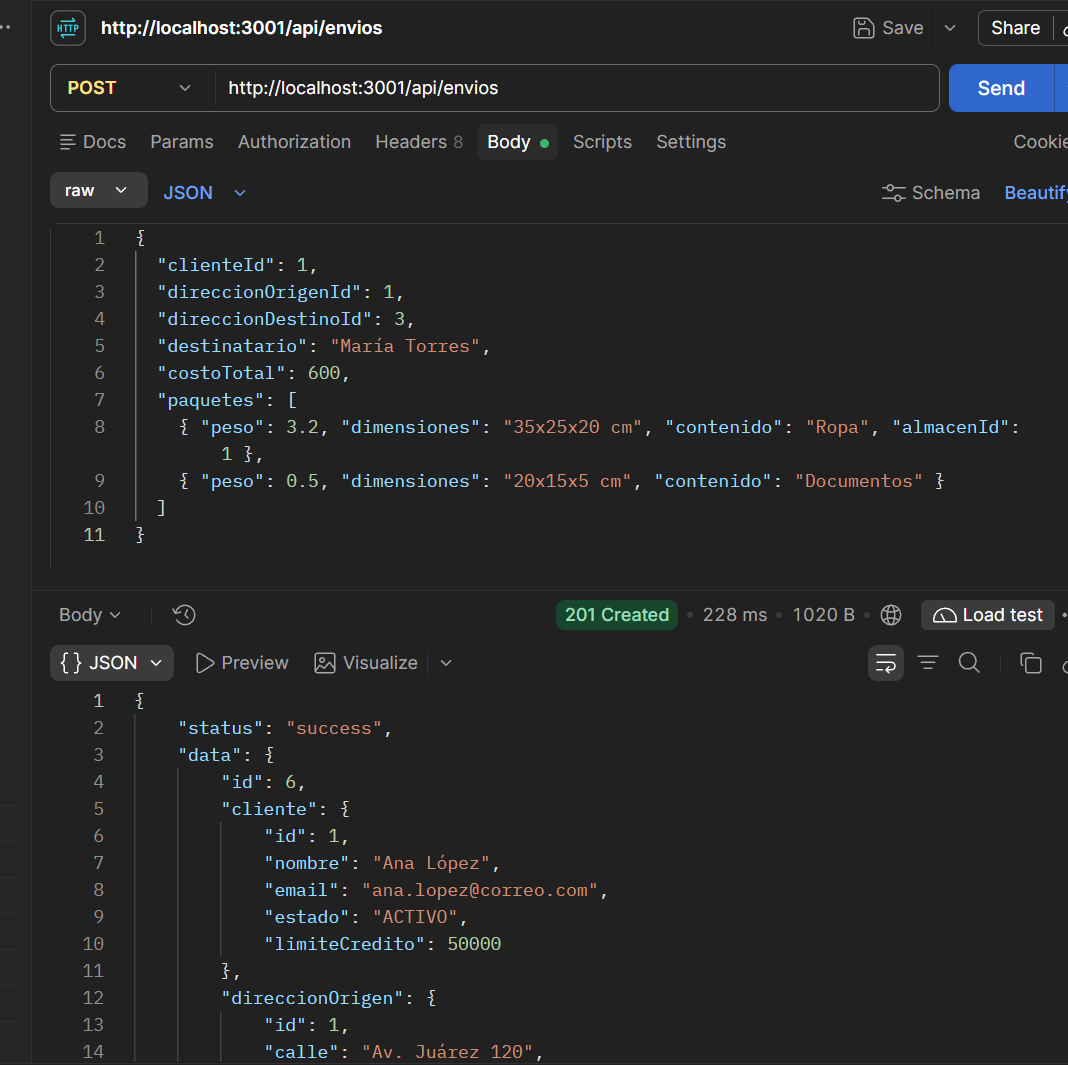 HTTP http://localhost:3001/api/envios Save Share
POST http://localhost:3001/api/envios Send
Docs Params Authorization Headers 8 Body Scripts Settings Cookie
raw JSON Schema Beautify
1 {
2 "clienteId": 1,
3 "direccionOrigenId": 1,
4 "direccionDestinoId": 3,
5 "destinatario": "María Torres",
6 "costoTotal": 600,
7 "paquetes": [
8 { "peso": 3.2, "dimensiones": "35x25x20 cm", "contenido": "Ropa", "almacenId":
1 },
9 { "peso": 0.5, "dimensiones": "20x15x5 cm", "contenido": "Documentos" }
10 ]
11 }
Body 201 Created • 228 ms • 1020 B • Load test
{} JSON Preview Visualize
1 {
2 "status": "success",
3 "data": {
4 "id": 6,
5 "cliente": {
6 "id": 1,
7 "nombre": "Ana López",
8 "email": "ana.lopez@correo.com",
9 "estado": "ACTIVO",
10 "limiteCredito": 50000
11 },
12 "direccionOrigen": {
13 "id": 1,
14 "calle": "Av. Juárez 120",